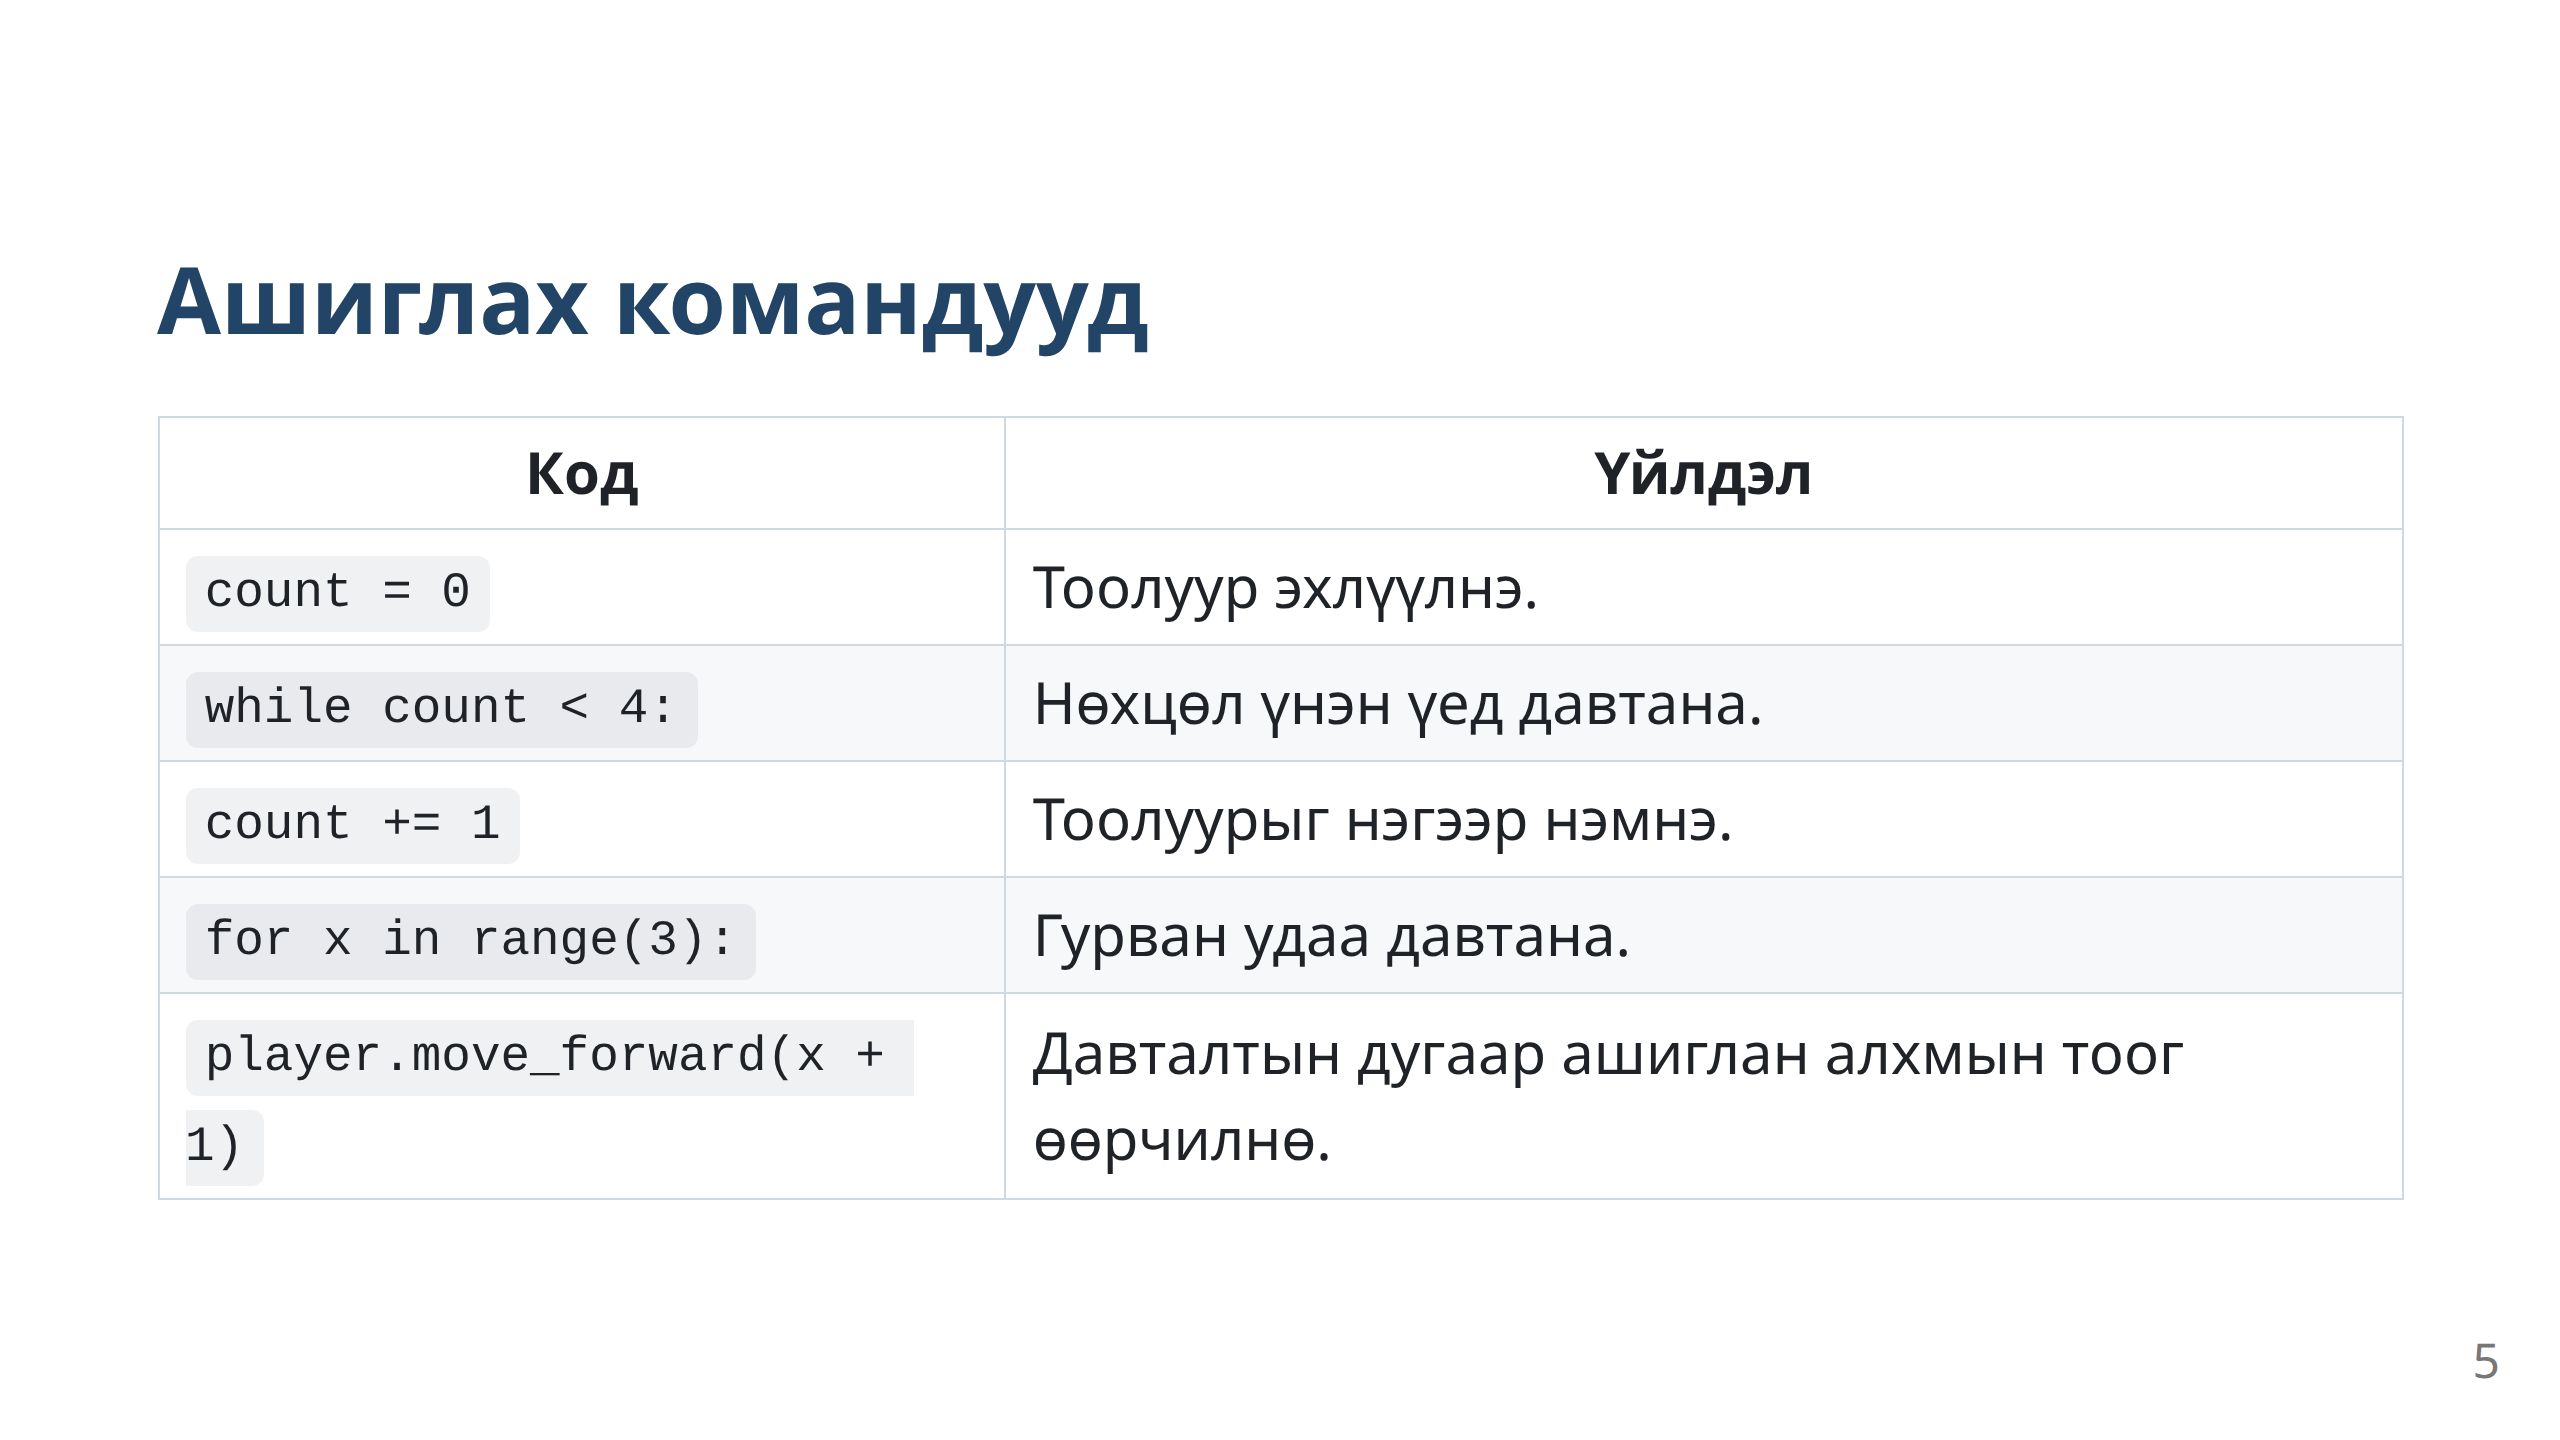 Ашиглах командууд
Код Үйлдэл
count = 0 Тоолуур эхлүүлнэ.
while count < 4: Нөхцөл үнэн үед давтана.
count += 1 Тоолуурыг нэгээр нэмнэ.
for x in range(3): Гурван удаа давтана.
player.move_forward(x + Давталтын дугаар ашиглан алхмын тоог
1) өөрчилнө.
5